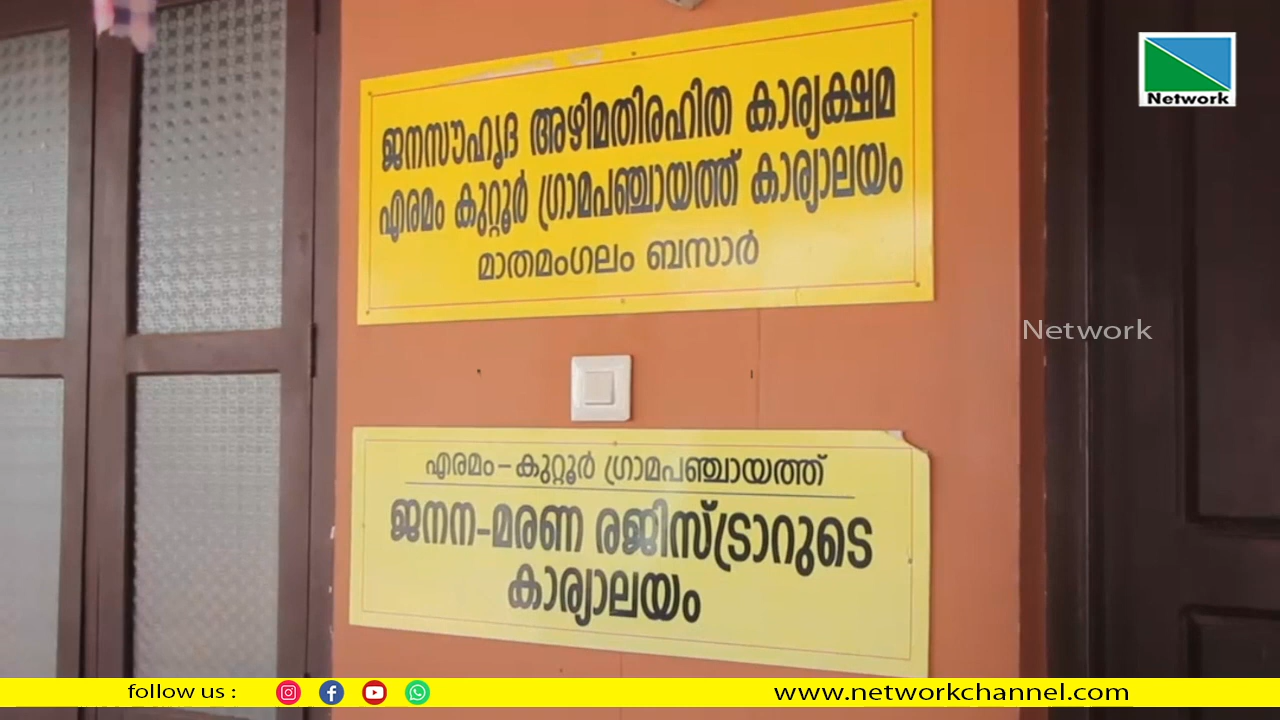 Network
ജനസൗഹൃദ അഴിമതിരഹിത കാര്യക്ഷമ
എരമം കുറ്റൂർ ഗ്രാമപഞ്ചായത്ത് കാര്യാലയം
മാതമംഗലം ബസാർ
Network
എരമം-കുറ്റൂർ ഗ്രാമപഞ്ചായത്ത്
ജനന-മരണ രജിസ്ട്രാറുടെ
കാര്യാലയം
follow us :
www.networkchannel.com